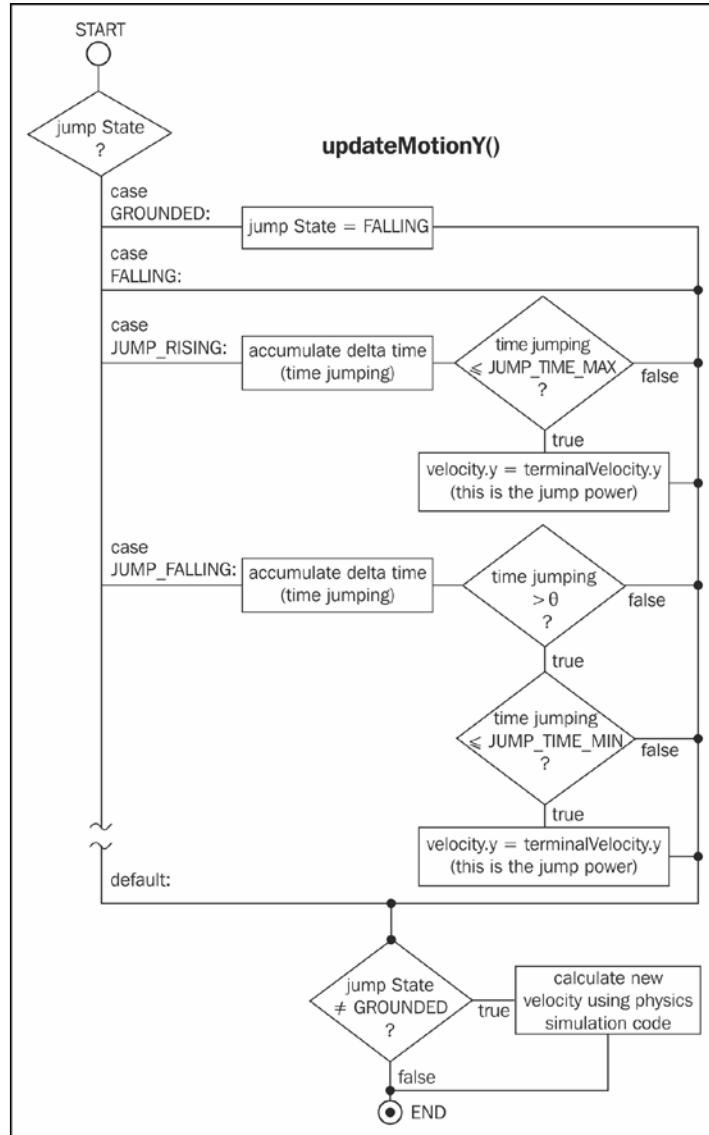 START
jump State
?
updateMotionY()
case
GROUNDED:
jump State = FALLING
case
FALLING:
case
JUMP_RISING:
accumulate delta time
(time jumping)
time jumping
⩽ JUMP_TIME_MAX
?
false
true
velocity.y = terminalVelocity.y
(this is the jump power)
case
JUMP_FALLING:
accumulate delta time
(time jumping)
time jumping
>0
?
false
true
time jumping
⩽ JUMP_TIME_MIN
?
false
true
velocity.y = terminalVelocity.y
(this is the jump power)
default:
jump State
≠ GROUNDED
?
true
calculate new
velocity using physics
simulation code
false
END